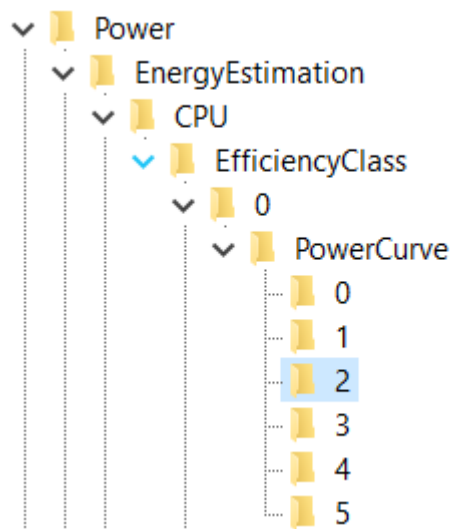 Power
EnergyEstimation
CPU
EfficiencyClass
0
PowerCurve
0
1
2
3
4
5